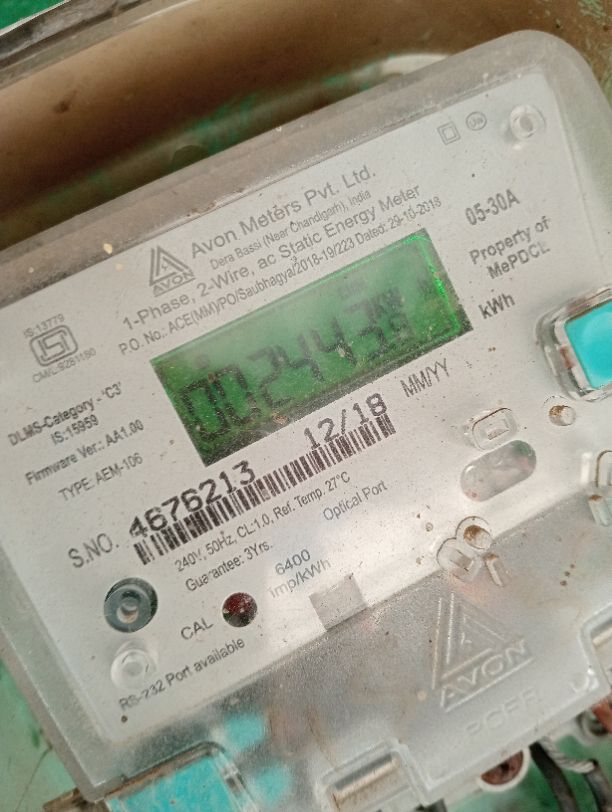 Avon Meters Pvt. Ltd.
Dera Bassi (Near Chandigarh), India
1-Phase, 2-Wire, ac Static Energy Meter
P.O. No.: ACE(MM)/PO/Saubhagya/2018-19/223 Dated: 29-10-2018
AVON
05-30A
Property of
MePDCE
IS:13779
CM/L:9281180
DLMS-Category - 'C3'
IS:15959
Firmware Ver.: AA1.00
TYPE: AEM-106
002443
kWh
12/18 MM/YY
S.NO. 4676213
240V, 50Hz, CL:1.0, Ref. Temp. 27°C
Guarantee: 3Yrs.
Optical Port
6400
imp/kWh
CAL
RS-232 Port available
AVON